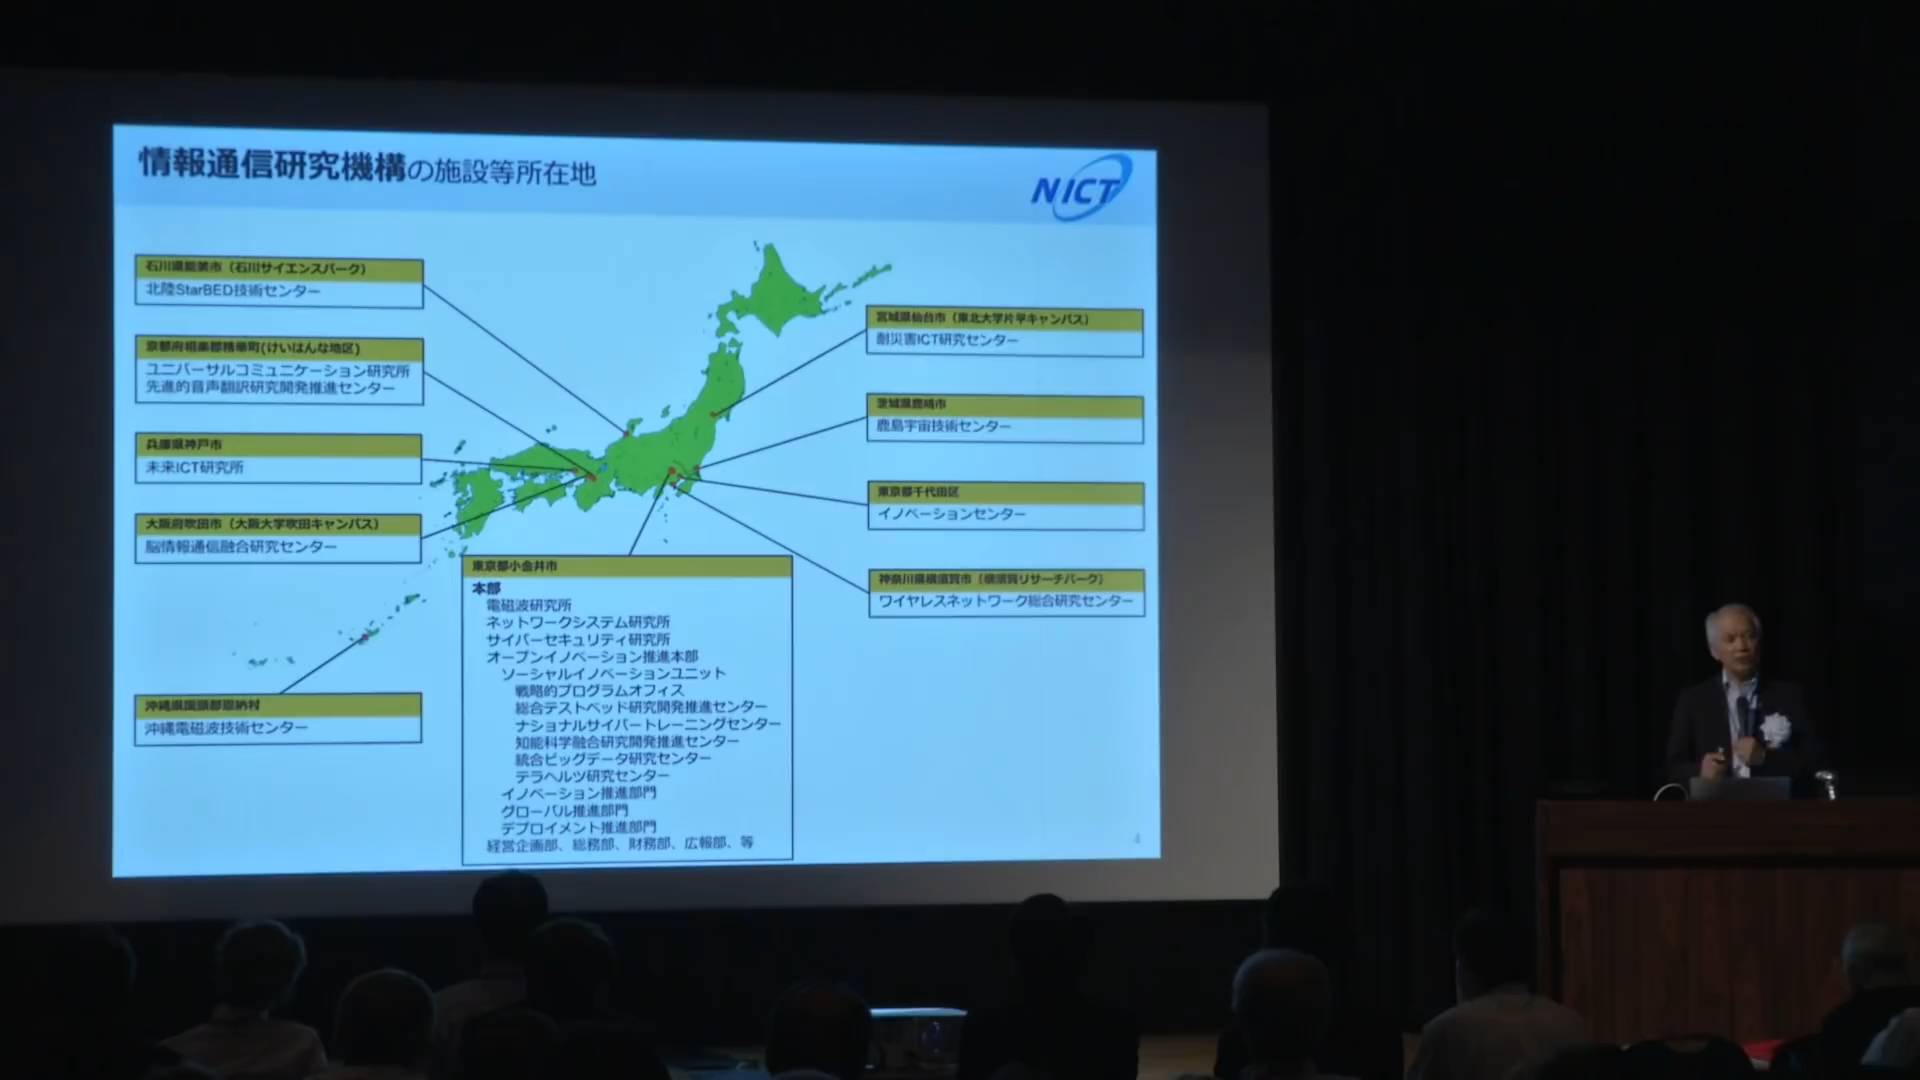 情報通信研究機構の施設等所在地
NICT
石川県能美市（石川サイエンスパーク）
北陸StarBED技術センター
京都府相楽郡精華町(けいはんな地区)
ユニバーサルコミュニケーション研究所
先進的音声翻訳研究開発推進センター
兵庫県神戸市
未来ICT研究所
大阪府吹田市（大阪大学吹田キャンパス）
脳情報通信融合研究センター
沖縄県国頭郡恩納村
沖縄電磁波技術センター
東京都小金井市
本部
電磁波研究所
ネットワークシステム研究所
サイバーセキュリティ研究所
オープンイノベーション推進本部
ソーシャルイノベーションユニット
戦略的プログラムオフィス
総合テストベッド研究開発推進センター
ナショナルサイバートレーニングセンター
知能科学融合研究開発推進センター
統合ビッグデータ研究センター
テラヘルツ研究センター
イノベーション推進部門
グローバル推進部門
デプロイメント推進部門
経営企画部、総務部、財務部、広報部、等
宮城県仙台市（東北大学片平キャンパス）
耐災害ICT研究センター
茨城県鹿嶋市
鹿島宇宙技術センター
東京都千代田区
イノベーションセンター
神奈川県横須賀市（横須賀リサーチパーク）
ワイヤレスネットワーク総合研究センター
4